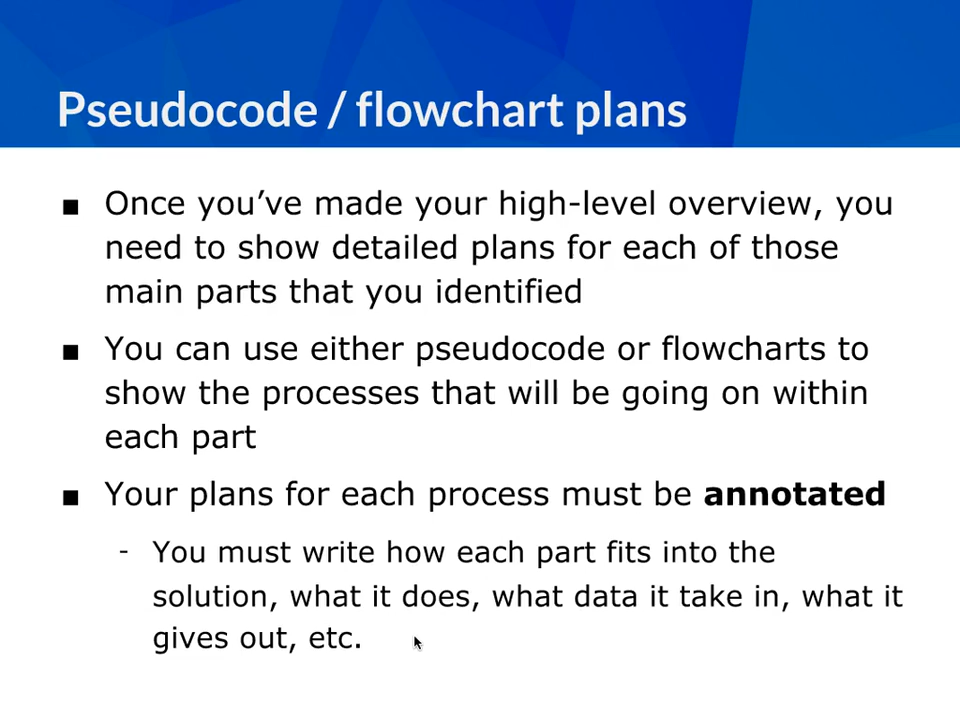 Pseudocode / flowchart plans
■ Once you’ve made your high-level overview, you
need to show detailed plans for each of those
main parts that you identified
■ You can use either pseudocode or flowcharts to
show the processes that will be going on within
each part
■ Your plans for each process must be annotated
- You must write how each part fits into the
solution, what it does, what data it take in, what it
gives out, etc.